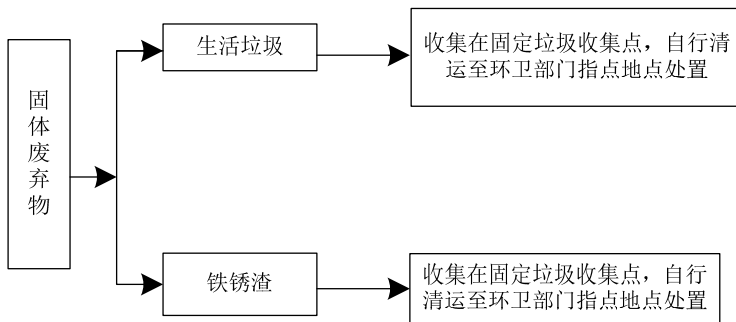 生活垃圾
收集在固定垃圾收集点，自行清
运至环卫部门指点地点处置
固
体
废
弃
物
铁锈渣
收集在固定垃圾收集点，自行
清运至环卫部门指点地点处置